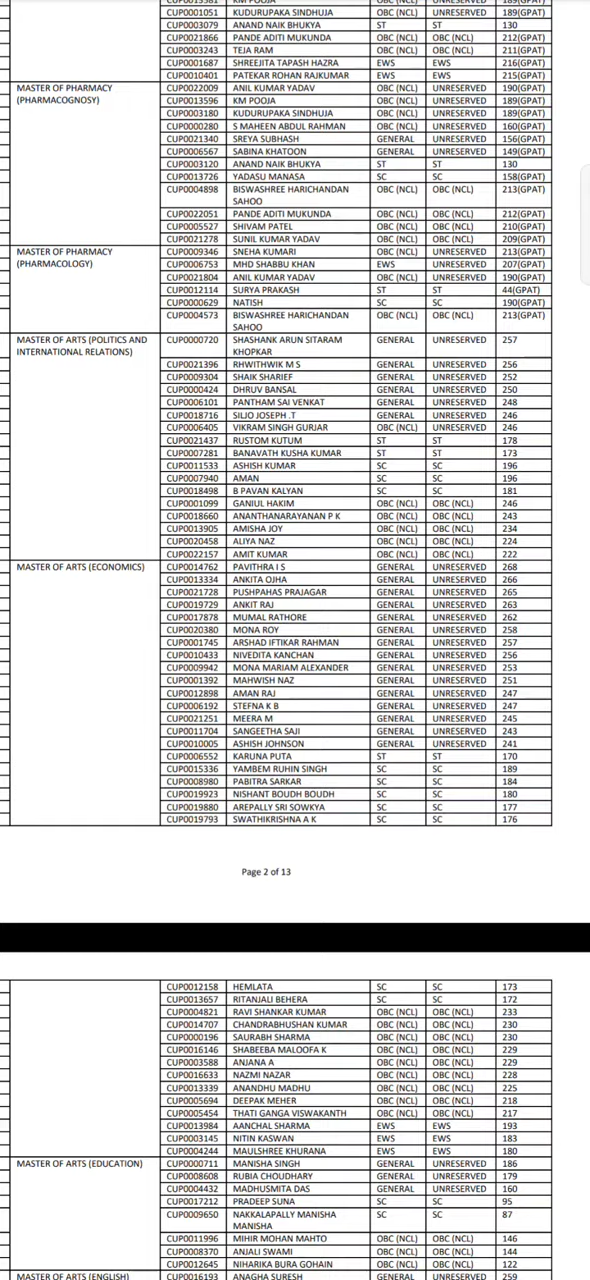 CUP0013581 KM POOJA OBC (NCL) UNRESERVED 189(GPAT)
CUP0001051 KUDURUPAKA SINDHUJA OBC (NCL) UNRESERVED 189(GPAT)
CUP0003079 ANAND NAIK BHUKYA ST ST 130
CUP0021866 PANDE ADITI MUKUNDA OBC (NCL) OBC (NCL) 212(GPAT)
CUP0003243 TEJA RAM OBC (NCL) OBC (NCL) 211(GPAT)
CUP0001687 SHREEJITA TAPASH HAZRA EWS EWS 216(GPAT)
CUP0010401 PATEKAR ROHAN RAJKUMAR EWS EWS 215(GPAT)
MASTER OF PHARMACY CUP0022009 ANIL KUMAR YADAV OBC (NCL) UNRESERVED 190(GPAT)
(PHARMACOGNOSY) CUP0013596 KM POOJA OBC (NCL) UNRESERVED 189(GPAT)
CUP0003180 KUDURUPAKA SINDHUJA OBC (NCL) UNRESERVED 189(GPAT)
CUP0000280 S MAHEEN ABDUL RAHMAN OBC (NCL) UNRESERVED 160(GPAT)
CUP0021340 SREYA SUBHASH GENERAL UNRESERVED 156(GPAT)
CUP0006567 SABINA KHATOON GENERAL UNRESERVED 149(GPAT)
CUP0003120 ANAND NAIK BHUKYA ST ST 130
CUP0013726 YADASU MANASA SC SC 158(GPAT)
CUP0004898 BISWASHREE HARICHANDAN OBC (NCL) OBC (NCL) 213(GPAT)
SAHOO
CUP0022051 PANDE ADITI MUKUNDA OBC (NCL) OBC (NCL) 212(GPAT)
CUP0005527 SHIVAM PATEL OBC (NCL) OBC (NCL) 210(GPAT)
CUP0021278 SUNIL KUMAR YADAV OBC (NCL) OBC (NCL) 209(GPAT)
MASTER OF PHARMACY CUP0009346 SNEHA KUMARI OBC (NCL) UNRESERVED 213(GPAT)
(PHARMACOLOGY) CUP0006753 MHD SHABBU KHAN EWS UNRESERVED 207(GPAT)
CUP0021804 ANIL KUMAR YADAV OBC (NCL) UNRESERVED 190(GPAT)
CUP0012114 SURYA PRAKASH ST ST 44(GPAT)
CUP0000629 NATISH SC SC 190(GPAT)
CUP0004573 BISWASHREE HARICHANDAN OBC (NCL) OBC (NCL) 213(GPAT)
SAHOO
MASTER OF ARTS (POLITICS AND CUP0000720 SHASHANK ARUN SITARAM GENERAL UNRESERVED 257
INTERNATIONAL RELATIONS) KHOPKAR
CUP0021396 RHWITHWIK M S GENERAL UNRESERVED 256
CUP0009304 SHAIK SHARIEF GENERAL UNRESERVED 252
CUP0000424 DHRUV BANSAL GENERAL UNRESERVED 250
CUP0006101 PANTHAM SAI VENKAT GENERAL UNRESERVED 248
CUP0018716 SILJO JOSEPH .T GENERAL UNRESERVED 246
CUP0006405 VIKRAM SINGH GURJAR OBC (NCL) UNRESERVED 246
CUP0021437 RUSTOM KUTUM ST ST 178
CUP0007281 BANAVATH KUSHA KUMAR ST ST 173
CUP0011533 ASHISH KUMAR SC SC 196
CUP0007940 AMAN SC SC 196
CUP0018498 B PAVAN KALYAN SC SC 181
CUP0001099 GANIUL HAKIM OBC (NCL) OBC (NCL) 246
CUP0018660 ANANTHANARAYANAN P K OBC (NCL) OBC (NCL) 243
CUP0013905 AMISHA JOY OBC (NCL) OBC (NCL) 234
CUP0020458 ALIYA NAZ OBC (NCL) OBC (NCL) 224
CUP0022157 AMIT KUMAR OBC (NCL) OBC (NCL) 222
MASTER OF ARTS (ECONOMICS) CUP0014762 PAVITHRA I S GENERAL UNRESERVED 268
CUP0013334 ANKITA OJHA GENERAL UNRESERVED 266
CUP0021728 PUSHPAHAS PRAJAGAR GENERAL UNRESERVED 265
CUP0019729 ANKIT RAJ GENERAL UNRESERVED 263
CUP0017878 MUMAL RATHORE GENERAL UNRESERVED 262
CUP0020380 MONA ROY GENERAL UNRESERVED 258
CUP0001745 ARSHAD IFTIKAR RAHMAN GENERAL UNRESERVED 257
CUP0010433 NIVEDITA KANCHAN GENERAL UNRESERVED 256
CUP0009942 MONA MARIAM ALEXANDER GENERAL UNRESERVED 253
CUP0001392 MAHWISH NAZ GENERAL UNRESERVED 251
CUP0012898 AMAN RAJ GENERAL UNRESERVED 247
CUP0006192 STEFNA K B GENERAL UNRESERVED 247
CUP0021251 MEERA M GENERAL UNRESERVED 245
CUP0011704 SANGEETHA SAJI GENERAL UNRESERVED 243
CUP0010005 ASHISH JOHNSON GENERAL UNRESERVED 241
CUP0006552 KARUNA PUTA ST ST 170
CUP0015336 YAMBEM RUHIN SINGH SC SC 189
CUP0008980 PABITRA SARKAR SC SC 184
CUP0019923 NISHANT BOUDH BOUDH SC SC 180
CUP0019880 AREPALLY SRI SOWKYA SC SC 177
CUP0019793 SWATHIKRISHNA A K SC SC 176
Page 2 of 13
CUP0012158 HEMLATA SC SC 173
CUP0013657 RITANJALI BEHERA SC SC 172
CUP0004821 RAVI SHANKAR KUMAR OBC (NCL) OBC (NCL) 233
CUP0014707 CHANDRABHUSHAN KUMAR OBC (NCL) OBC (NCL) 230
CUP0000196 SAURABH SHARMA OBC (NCL) OBC (NCL) 230
CUP0016146 SHABEEBA MALOOFA K OBC (NCL) OBC (NCL) 229
CUP0003588 ANJANA A OBC (NCL) OBC (NCL) 229
CUP0016633 NAZMI NAZAR OBC (NCL) OBC (NCL) 228
CUP0013339 ANANDHU MADHU OBC (NCL) OBC (NCL) 225
CUP0005694 DEEPAK MEHER OBC (NCL) OBC (NCL) 218
CUP0005454 THATI GANGA VISWAKANTH OBC (NCL) OBC (NCL) 217
CUP0013984 AANCHAL SHARMA EWS EWS 193
CUP0003145 NITIN KASWAN EWS EWS 183
CUP0004244 MAULSHREE KHURANA EWS EWS 180
MASTER OF ARTS (EDUCATION) CUP0000711 MANISHA SINGH GENERAL UNRESERVED 186
CUP0008608 RUBIA CHOUDHARY GENERAL UNRESERVED 179
CUP0004432 MADHUSMITA DAS GENERAL UNRESERVED 160
CUP0017212 PRADEEP SUNA SC SC 95
CUP0009650 NAKKALAPALLY MANISHA SC SC 87
MANISHA
CUP0011996 MIHIR MOHAN MAHTO OBC (NCL) OBC (NCL) 146
CUP0008370 ANJALI SWAMI OBC (NCL) OBC (NCL) 144
CUP0012645 NIHARIKA BURA GOHAIN OBC (NCL) OBC (NCL) 122
MASTER OF ARTS (ENGLISH) CUP0016193 ANAGHA SURESH GENERAL UNRESERVED 259